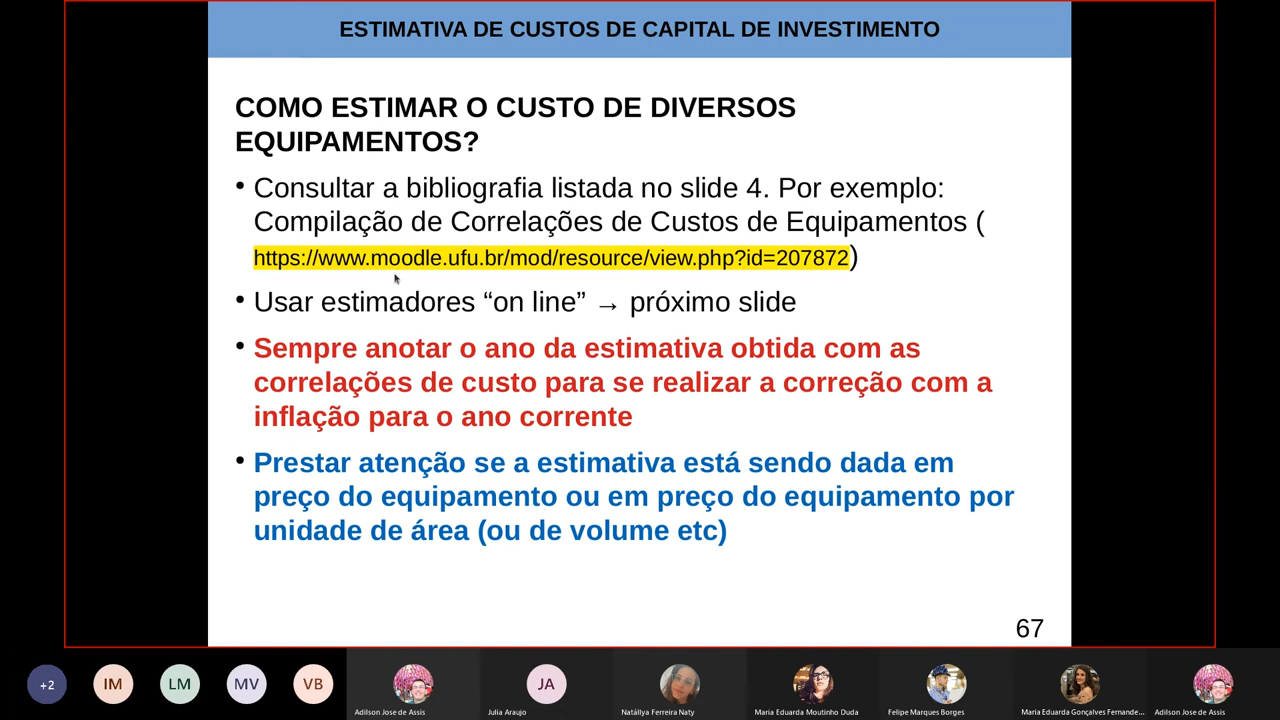 ESTIMATIVA DE CUSTOS DE CAPITAL DE INVESTIMENTO
COMO ESTIMAR O CUSTO DE DIVERSOS
EQUIPAMENTOS?
• Consultar a bibliografia listada no slide 4. Por exemplo:
Compilação de Correlações de Custos de Equipamentos (
https://www.moodle.ufu.br/mod/resource/view.php?id=207872)
• Usar estimadores “on line” → próximo slide
• Sempre anotar o ano da estimativa obtida com as
correlações de custo para se realizar a correção com a
inflação para o ano corrente
• Prestar atenção se a estimativa está sendo dada em
preço do equipamento ou em preço do equipamento por
unidade de área (ou de volume etc)
67
+2 IM LM MV VB JA
Adilson Jose de Assis Julia Araujo Natállya Ferreira Naty Maria Eduarda Moutinho Duda Felipe Marques Borges Maria Eduarda Gonçalves Fernande... Adilson Jose de Assis